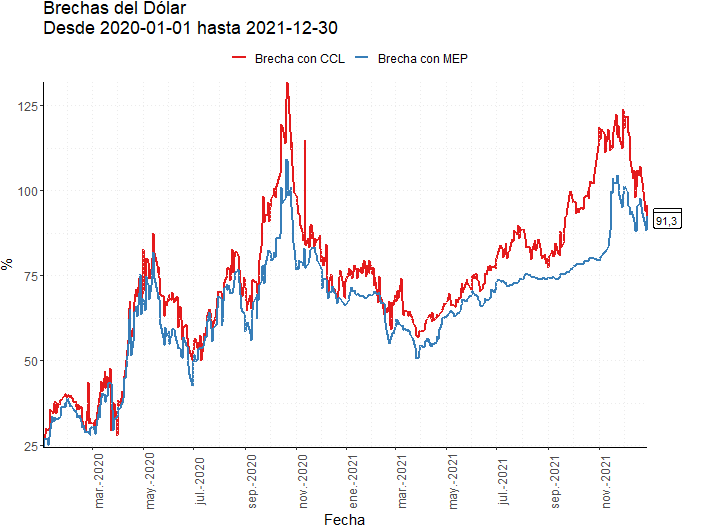 Brechas del Dólar
Desde 2020-01-01 hasta 2021-12-30
Brecha con CCL
Brecha con MEP
125
100
75
50
25
%
91,3
mar.-2020
may.-2020
jul.-2020
sep.-2020
nov.-2020
ene.-2021
mar.-2021
may.-2021
jul.-2021
sep.-2021
nov.-2021
Fecha